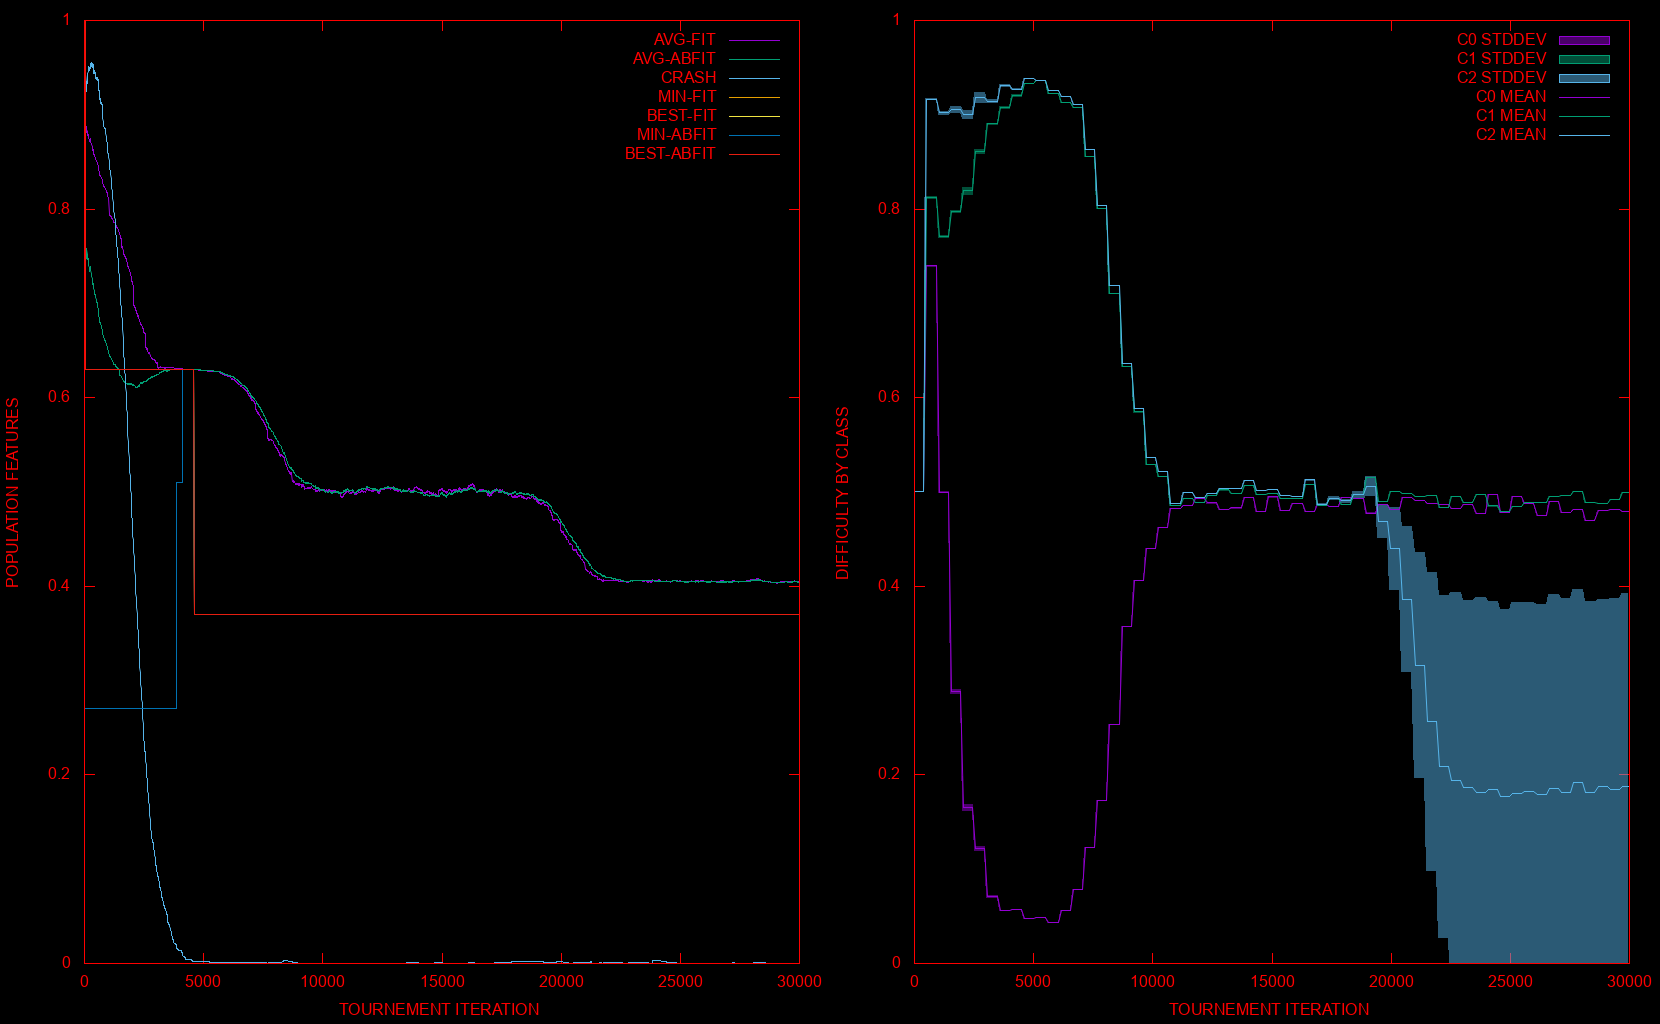 1
0.8
0.6
0.4
0.2
0
0
5000
10000
15000
20000
25000
30000
POPULATION FEATURES
TOURNEMENT ITERATION
AVG-FIT
AVG-ABFIT
CRASH
MIN-FIT
BEST-FIT
MIN-ABFIT
BEST-ABFIT
1
0.8
0.6
0.4
0.2
0
0
5000
10000
15000
20000
25000
30000
DIFFICULTY BY CLASS
TOURNEMENT ITERATION
C0 STDDEV
C1 STDDEV
C2 STDDEV
C0 MEAN
C1 MEAN
C2 MEAN